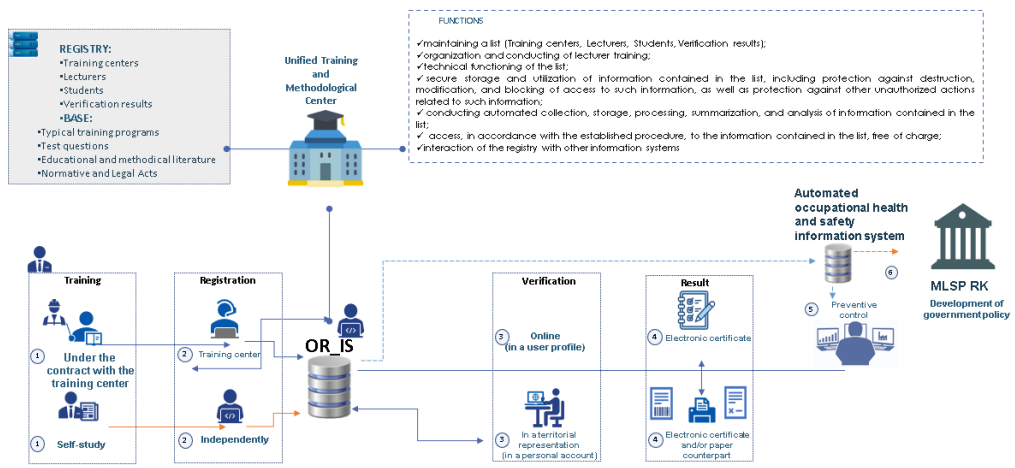 REGISTRY:
•Training centers
•Lecturers
•Students
•Verification results
•BASE:
•Typical training programs
•Test questions
•Educational and methodical literature
•Normative and Legal Acts
Unified Training
and
Methodological
Center
FUNCTIONS
✓maintaining a list (Training centers, Lecturers, Students, Verification results);
✓organization and conducting of lecturer training;
✓technical functioning of the list;
✓secure storage and utilization of information contained in the list, including protection against destruction,
modification, and blocking of access to such information, as well as protection against other unauthorized actions
related to such information;
✓ conducting automated collection, storage, processing, summarization, and analysis of information contained in the
list;
✓ access, in accordance with the established procedure, to the information contained in the list, free of charge;
✓interaction of the registry with other information systems
Training
1
Under the
contract with the
training center
1
Self-study
Registration
2
Training center
2
Independently
OR_IS
Verification
3
Online
(in a user profile)
3
In a territorial
representation
(in a personal account)
Result
4
Electronic certificate
4
Electronic certificate
and/or paper
counterpart
Automated
occupational health
and safety
information system
6
5
Preventive
control
MLSP RK
Development of
government policy